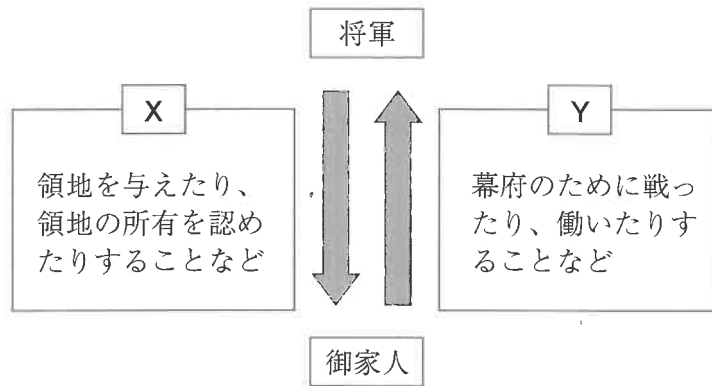 将軍
X
領地を与えたり、
領地の所有を認め
たりすることなど
Y
幕府のために戦っ
たり、働いたりす
ることなど
御家人